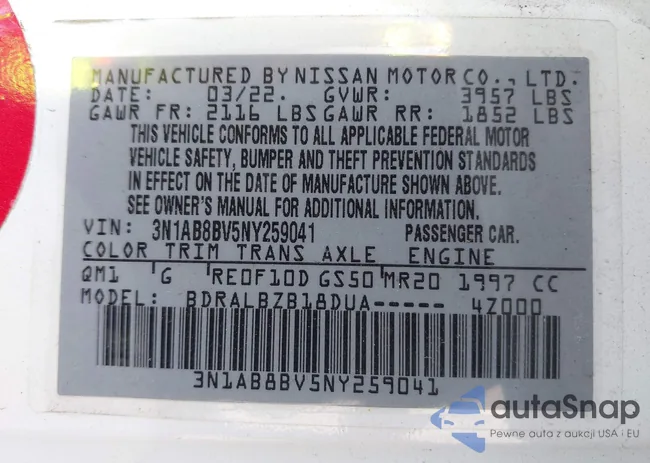 MANUFACTURED BY NISSAN MOTOR CO., LTD.
DATE: 03/22. GVWR: 3957 LBS
GAWR FR: 2116 LBS GAWR RR: 1852 LBS
THIS VEHICLE CONFORMS TO ALL APPLICABLE FEDERAL MOTOR
VEHICLE SAFETY, BUMPER AND THEFT PREVENTION STANDARDS
IN EFFECT ON THE DATE OF MANUFACTURE SHOWN ABOVE.
SEE OWNER'S MANUAL FOR ADDITIONAL INFORMATION.
VIN: 3N1AB8BV5NY259041 PASSENGER CAR.
COLOR TRIM TRANS AXLE ENGINE
QM1 G RE0F10D GS50 MR20 1997 CC
MODEL: BDRALBZB18DUA----- 4Z000
3N1AB8BV5NY259041
autaSnap
Pewne auta z aukcji USA i EU